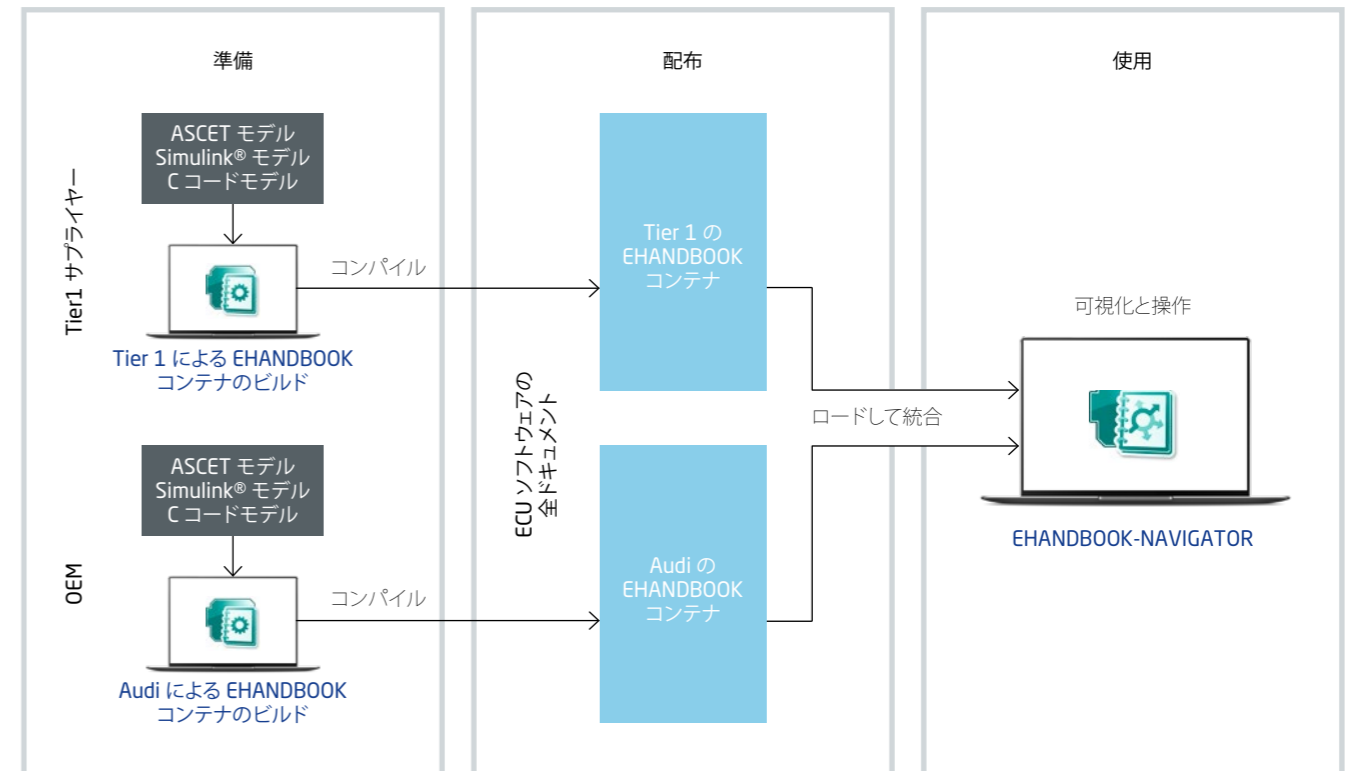 準備
配布
使用
Tier1 サプライヤー
ASCET モデル
Simulink® モデル
C コードモデル
コンパイル
Tier 1 による EHANDBOOK
コンテナのビルド
Tier 1 の
EHANDBOOK
コンテナ
ECU ソフトウェアの
全ドキュメント
可視化と操作
ロードして統合
EHANDBOOK-NAVIGATOR
OEM
ASCET モデル
Simulink® モデル
C コードモデル
コンパイル
Audi による EHANDBOOK
コンテナのビルド
Audi の
EHANDBOOK
コンテナ